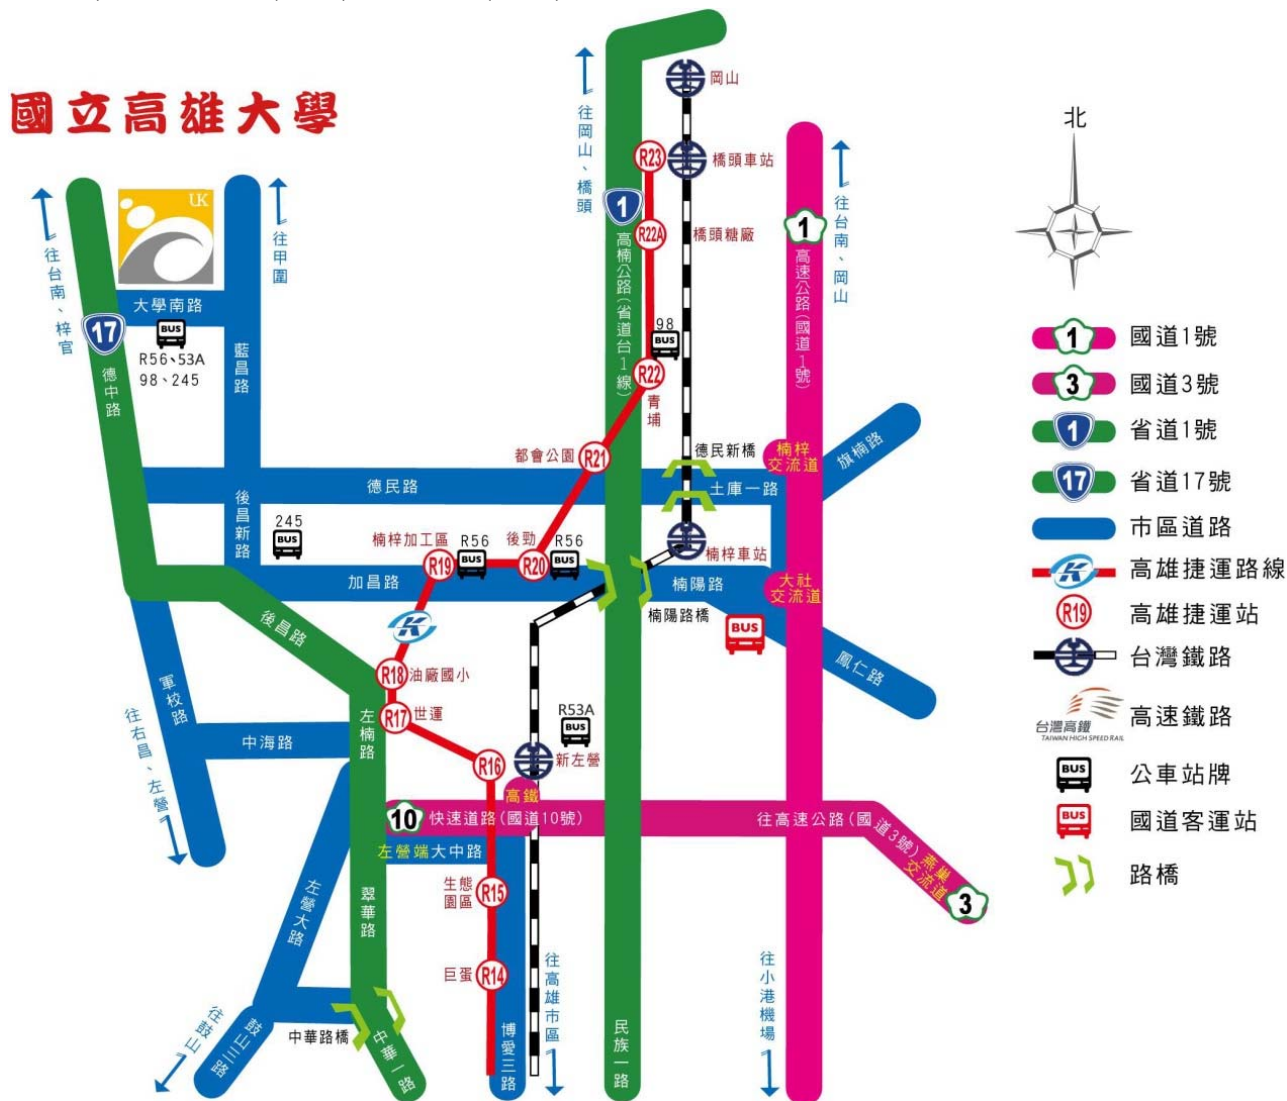 國立高雄大學
UK
北
往台南、梓官
往甲圍
往岡山、橋頭
往台南、岡山
岡山
R23
橋頭車站
R22A
橋頭糖廠
1
高楠公路(省道台1線)
1
高速公路(國道1號)
大學南路
BUS
R56、53A
98、245
17
德中路
藍昌路
98
BUS
R22
青埔
都會公園
R21
德民新橋
楠梓交流道
旗楠路
德民路
土庫一路
後昌新路
245
BUS
楠梓加工區
R19
R56
BUS
後勁
R20
R56
BUS
楠梓車站
加昌路
楠陽路
大社交流道
楠陽路橋
BUS
鳳仁路
後昌路
K
R18
油廠國小
R17
世運
軍校路
往右昌、左營
中海路
左楠路
R16
R53A
BUS
新左營
高鐵
10
快速道路(國道10號)
往高速公路(國道3號)
燕巢交流道
3
左營端大中路
左營大路
翠華路
生態園區
R15
巨蛋
R14
往高雄市區
往小港機場
往鼓山
鼓山三路
中華路橋
中華一路
博愛三路
民族一路
1
國道1號
3
國道3號
1
省道1號
17
省道17號
市區道路
K
高雄捷運路線
R19
高雄捷運站
台灣鐵路
台灣高鐵
TAIWAN HIGH SPEED RAIL
高速鐵路
BUS
公車站牌
BUS
國道客運站
路橋